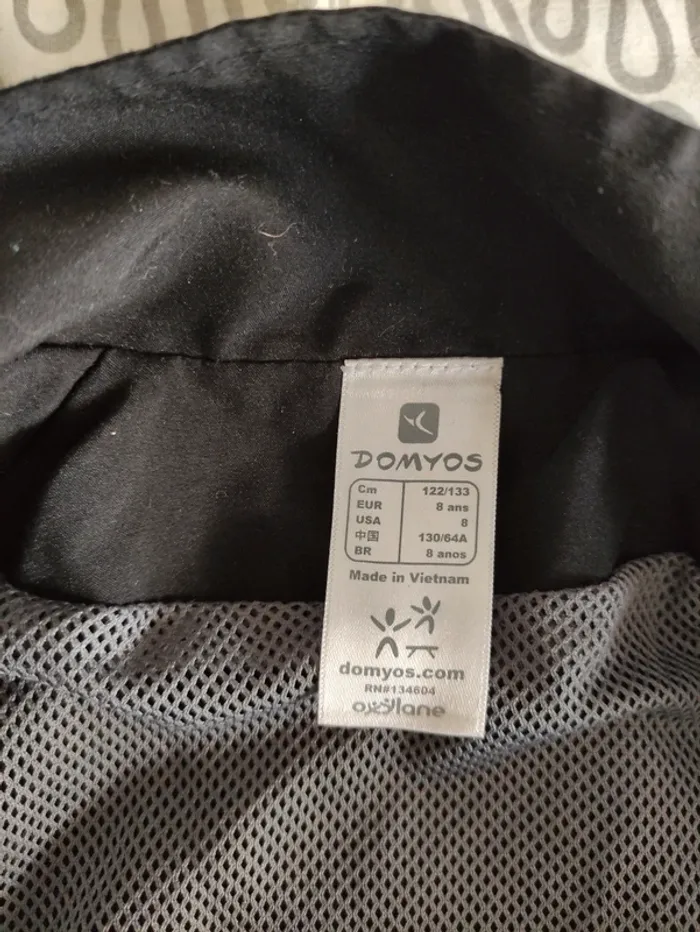 DOMYOS
Cm 122/133
EUR 8 ans
USA 8
中国 130/64A
BR 8 anos
Made in Vietnam
domyos.com
RN#134604
oxylane